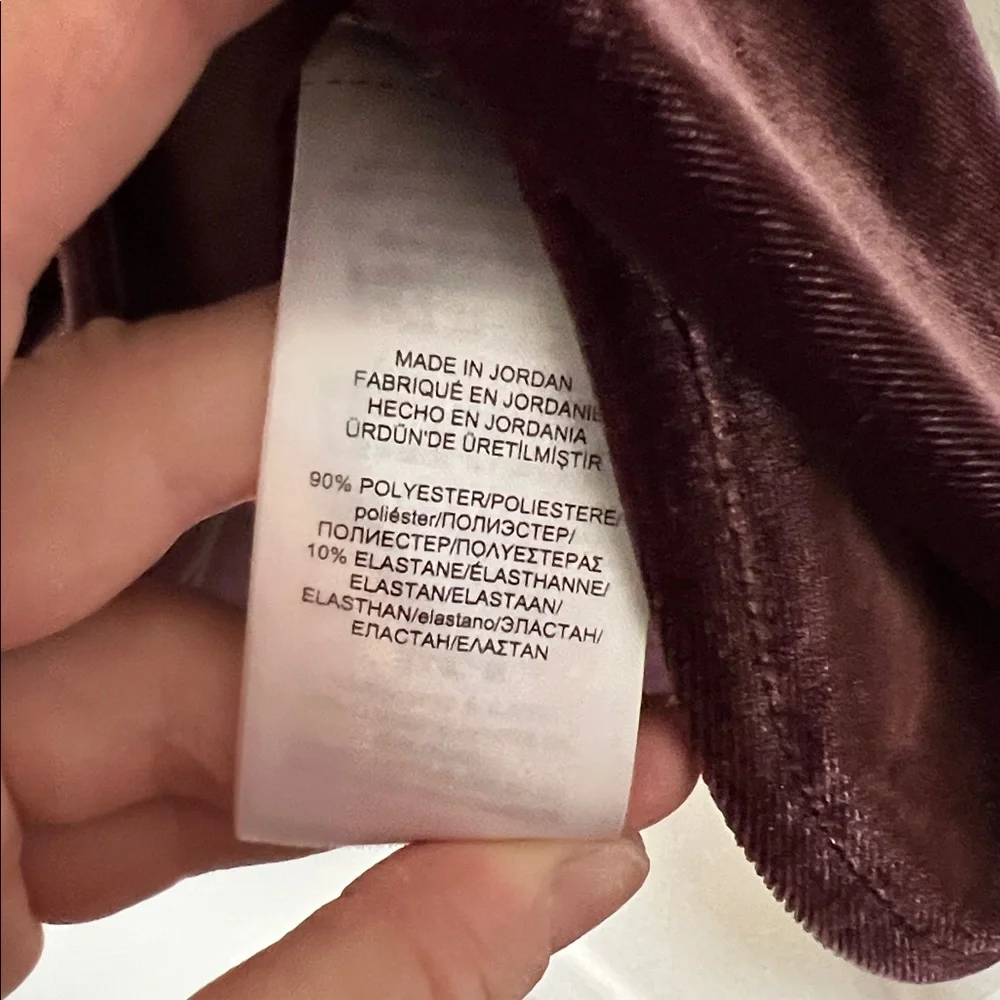 MADE IN JORDAN
FABRIQUÉ EN JORDANIE
HECHO EN JORDANIA
ÜRDÜN'DE ÜRETİLMİŞTİR
90% POLYESTER/POLIESTERE/
poliéster/ПОЛИЭСТЕР/
ПОЛИЕСТЕР/ΠΟΛΥΕΣΤΕΡΑΣ
10% ELASTANE/ÉLASTHANNE/
ELASTAN/ELASTAAN/
ELASTHAN/elastano/ЭЛАСТАН/
ЕЛАСТАН/ΕΛΑΣΤΑΝ